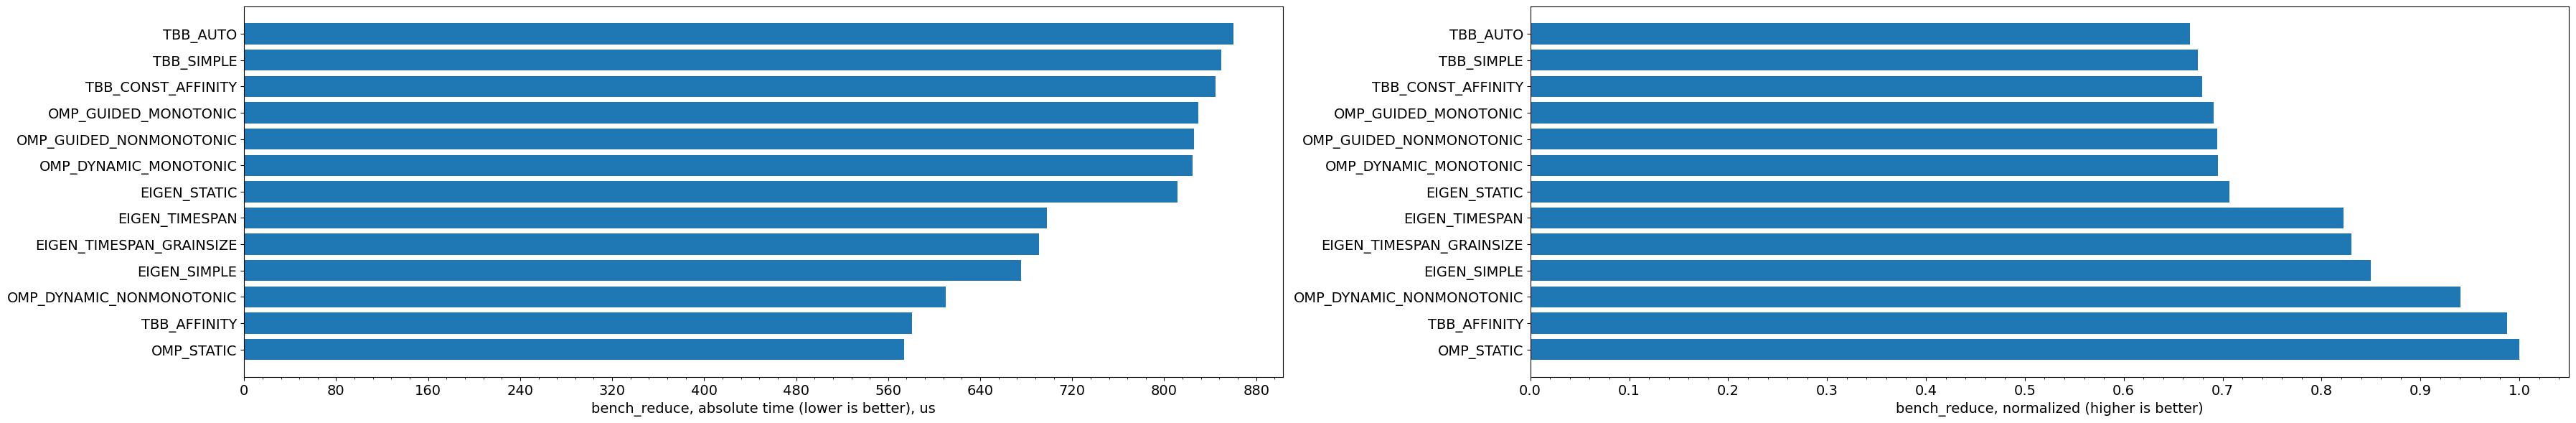 TBB_AUTO
TBB_SIMPLE
TBB_CONST_AFFINITY
OMP_GUIDED_MONOTONIC
OMP_GUIDED_NONMONOTONIC
OMP_DYNAMIC_MONOTONIC
EIGEN_STATIC
EIGEN_TIMESPAN
EIGEN_TIMESPAN_GRAINSIZE
EIGEN_SIMPLE
OMP_DYNAMIC_NONMONOTONIC
TBB_AFFINITY
OMP_STATIC
0 80 160 240 320 400 480 560 640 720 800 880
bench_reduce, absolute time (lower is better), us
TBB_AUTO
TBB_SIMPLE
TBB_CONST_AFFINITY
OMP_GUIDED_MONOTONIC
OMP_GUIDED_NONMONOTONIC
OMP_DYNAMIC_MONOTONIC
EIGEN_STATIC
EIGEN_TIMESPAN
EIGEN_TIMESPAN_GRAINSIZE
EIGEN_SIMPLE
OMP_DYNAMIC_NONMONOTONIC
TBB_AFFINITY
OMP_STATIC
0.0 0.1 0.2 0.3 0.4 0.5 0.6 0.7 0.8 0.9 1.0
bench_reduce, normalized (higher is better)